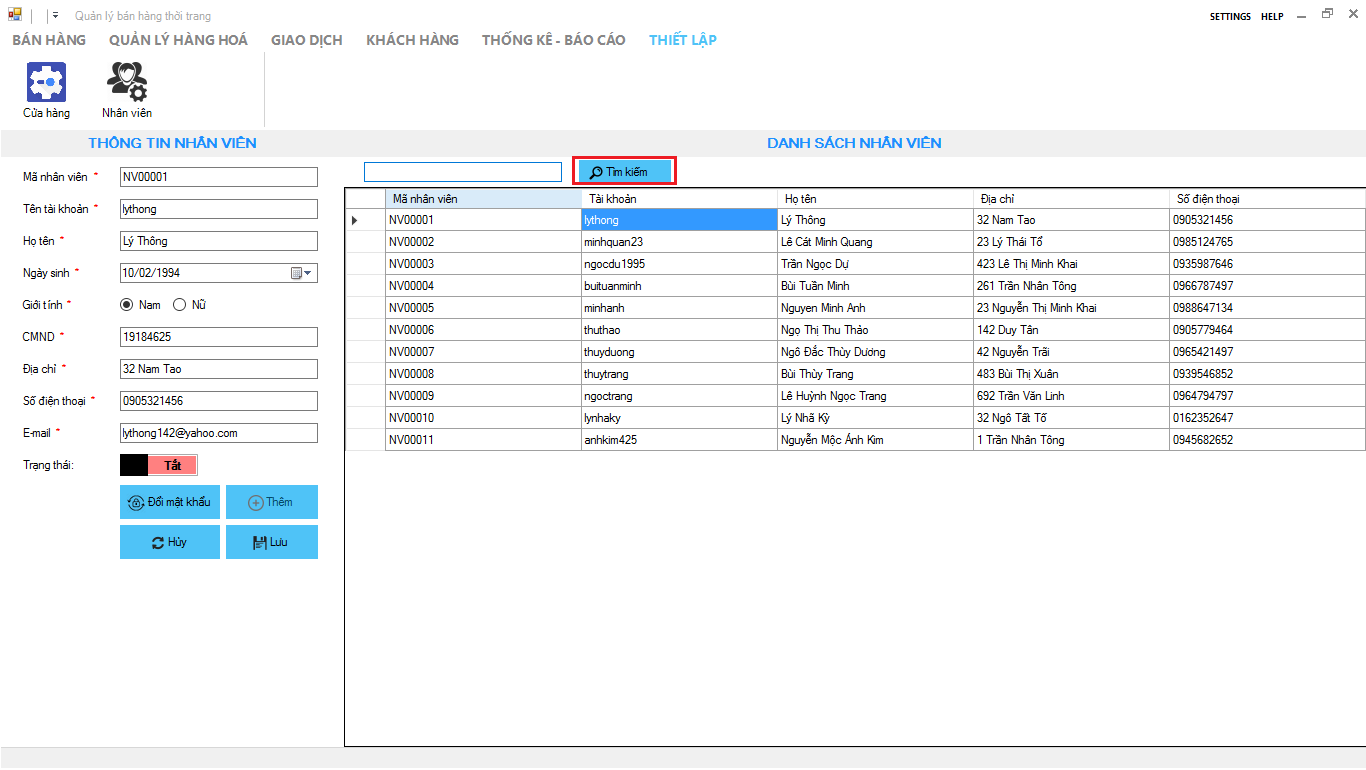 Quản lý bán hàng thời trang
SETTINGS HELP
BÁN HÀNG QUẢN LÝ HÀNG HOÁ GIAO DỊCH KHÁCH HÀNG THỐNG KÊ - BÁO CÁO THIẾT LẬP
Cửa hàng Nhân viên
THÔNG TIN NHÂN VIÊN
Mã nhân viên * NV00001
Tên tài khoản * lythong
Họ tên * Lý Thông
Ngày sinh * 10/02/1994
Giới tính * Nam Nữ
CMND * 19184625
Địa chỉ * 32 Nam Tao
Số điện thoại * 0905321456
E-mail * lythong142@yahoo.com
Trạng thái: Tắt
Đổi mật khẩu Thêm
Hủy Lưu
DANH SÁCH NHÂN VIÊN
Tìm kiếm
Mã nhân viên Tài khoản Họ tên Địa chỉ Số điện thoại
NV00001 lythong Lý Thông 32 Nam Tao 0905321456
NV00002 minhquan23 Lê Cát Minh Quang 23 Lý Thái Tổ 0985124765
NV00003 ngocdu1995 Trần Ngọc Dự 423 Lê Thị Minh Khai 0935987646
NV00004 buituanminh Bùi Tuấn Minh 261 Trần Nhân Tông 0966787497
NV00005 minhanh Nguyen Minh Anh 23 Nguyễn Thị Minh Khai 0988647134
NV00006 thuthao Ngọ Thị Thu Thảo 142 Duy Tân 0905779464
NV00007 thuyduong Ngô Đắc Thùy Dương 42 Nguyễn Trãi 0965421497
NV00008 thuytrang Bùi Thùy Trang 483 Bùi Thị Xuân 0939546852
NV00009 ngoctrang Lê Huỳnh Ngọc Trang 692 Trần Văn Linh 0964794797
NV00010 lynhaky Lý Nhã Kỳ 32 Ngô Tất Tố 0162352647
NV00011 anhkim425 Nguyễn Mộc Ánh Kim 1 Trần Nhân Tông 0945682652